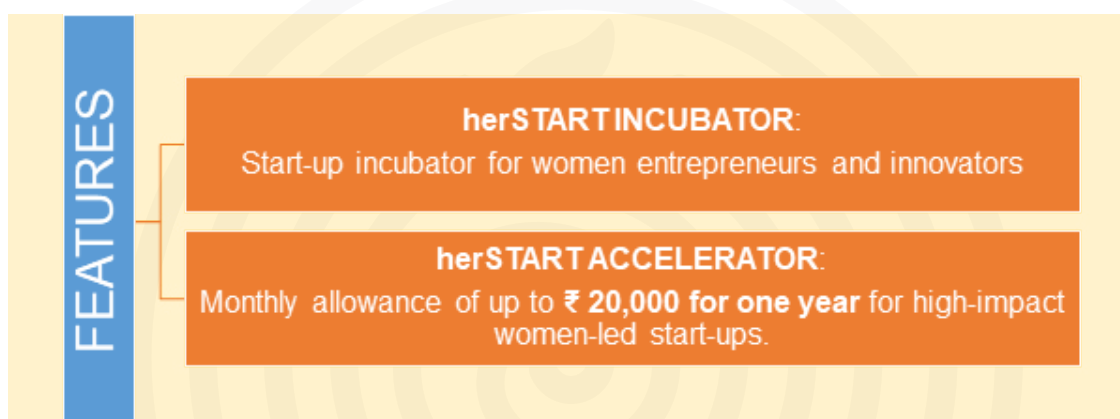 FEATURES
herSTART INCUBATOR:
Start-up incubator for women entrepreneurs and innovators
herSTART ACCELERATOR:
Monthly allowance of up to ₹ 20,000 for one year for high-impact
women-led start-ups.